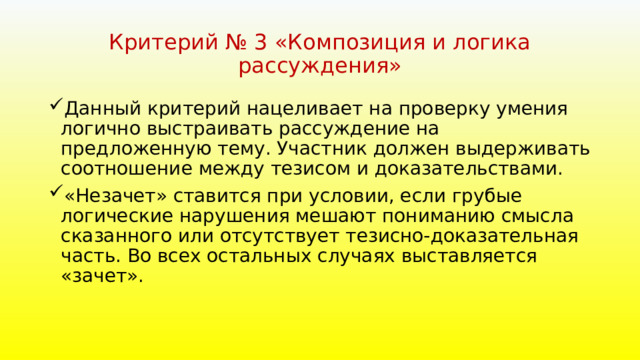 Критерий № 3 «Композиция и логика
рассуждения»
✓Данный критерий нацеливает на проверку умения
логично выстраивать рассуждение на
предложенную тему. Участник должен выдерживать
соотношение между тезисом и доказательствами.
✓«Незачет» ставится при условии, если грубые
логические нарушения мешают пониманию смысла
сказанного или отсутствует тезисно-доказательная
часть. Во всех остальных случаях выставляется
«зачет».